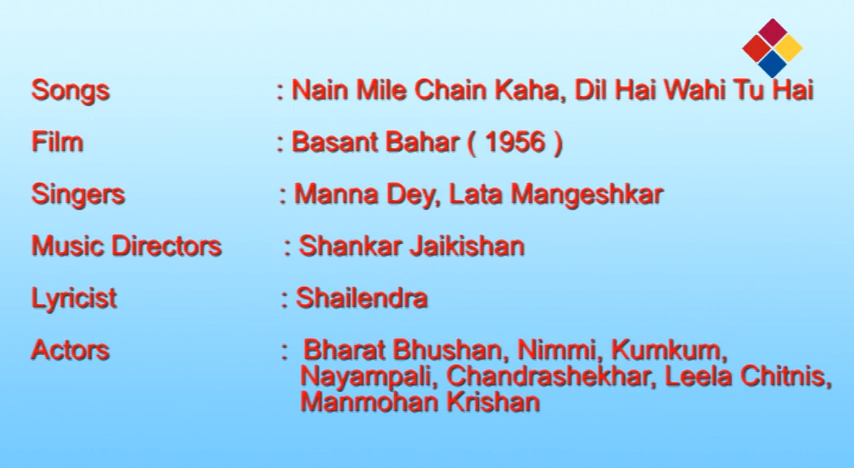 Songs : Nain Mile Chain Kaha, Dil Hai Wahi Tu Hai
Film : Basant Bahar ( 1956 )
Singers : Manna Dey, Lata Mangeshkar
Music Directors : Shankar Jaikishan
Lyricist : Shailendra
Actors : Bharat Bhushan, Nimmi, Kumkum,
Nayampali, Chandrashekhar, Leela Chitnis,
Manmohan Krishan